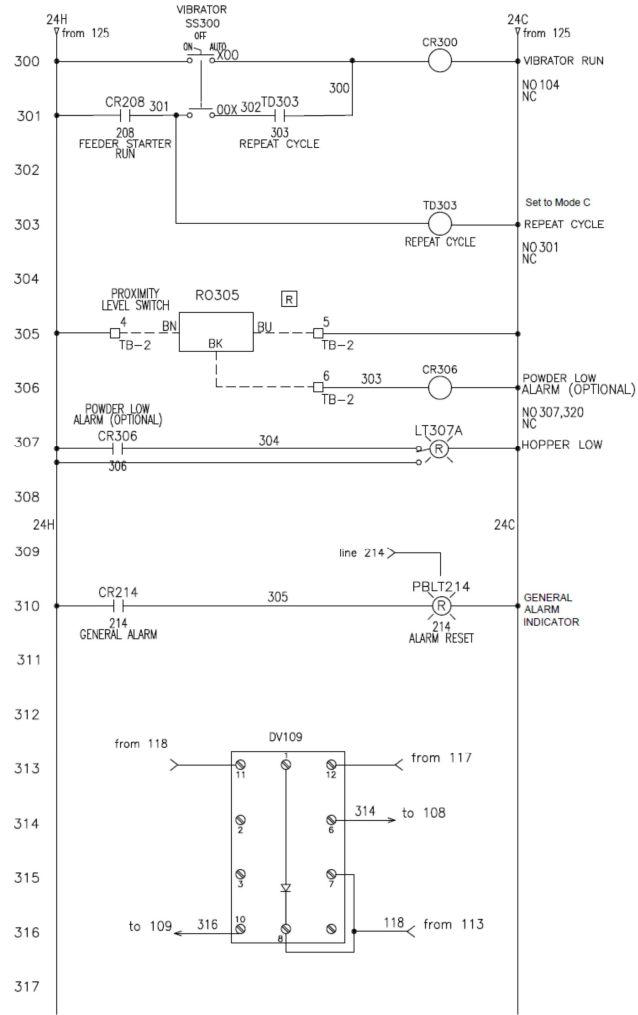 VIBRATOR
SS300
OFF
ON AUTO
24H
from 125
24C
from 125
300
X00
CR300
VIBRATOR RUN
300
NO 104
NC
301
CR208
301
00X
302
TD303
208
FEEDER STARTER
RUN
303
REPEAT CYCLE
302
TD303
Set to Mode C
303
REPEAT CYCLE
REPEAT CYCLE
NO 301
NC
304
PROXIMITY
LEVEL SWITCH
RO305
R
305
4
BN
BU
5
TB-2
BK
TB-2
306
6
303
CR306
TB-2
POWDER LOW
ALARM (OPTIONAL)
NO 307,320
NC
POWDER LOW
ALARM (OPTIONAL)
CR306
LT307A
307
304
R
HOPPER LOW
306
308
24H
24C
309
line 214
PBLT214
CR214
305
310
R
GENERAL
ALARM
INDICATOR
214
GENERAL ALARM
214
ALARM RESET
311
312
DV109
from 118
from 117
313
11
1
12
314
2
6
314
to 108
315
3
7
to 109
316
10
8
118
from 113
316
317